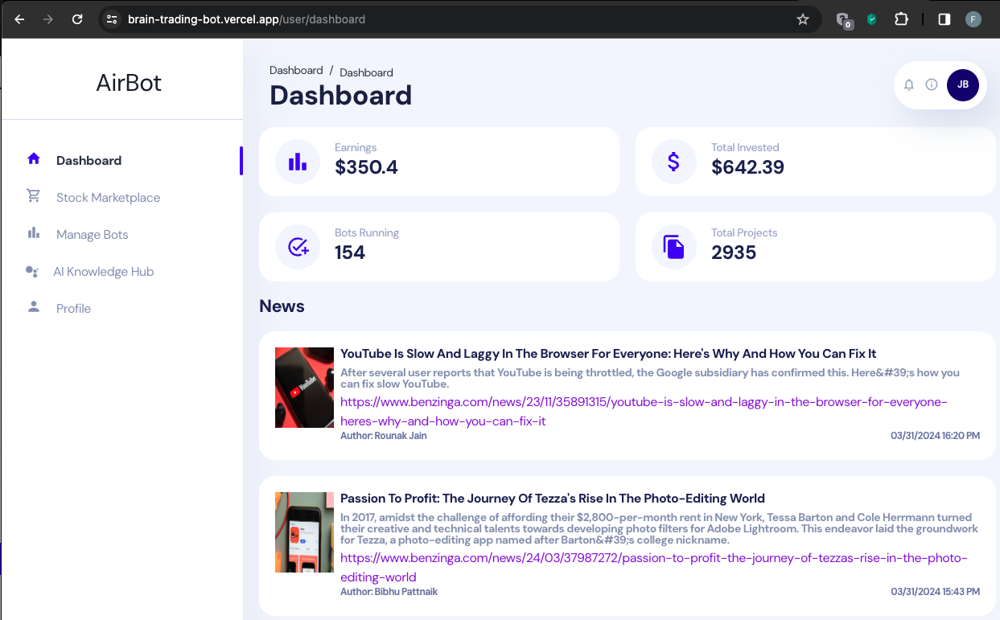 brain-trading-bot.vercel.app/user/dashboard
0
F
AirBot
Dashboard
Stock Marketplace
Manage Bots
AI Knowledge Hub
Profile
Dashboard / Dashboard
Dashboard
JB
Earnings
$350.4
Total Invested
$642.39
Bots Running
154
Total Projects
2935
News
YouTube
YouTube Is Slow And Laggy In The Browser For Everyone: Here's Why And How You Can Fix It
After several user reports that YouTube is being throttled, the Google subsidiary has confirmed this. Here&#39;s how you
can fix slow YouTube.
https://www.benzinga.com/news/23/11/35891315/youtube-is-slow-and-laggy-in-the-browser-for-everyone-
heres-why-and-how-you-can-fix-it
Author: Rounak Jain
03/31/2024 16:20 PM
Passion To Profit: The Journey Of Tezza's Rise In The Photo-Editing World
In 2017, amidst the challenge of affording their $2,800-per-month rent in New York, Tessa Barton and Cole Herrmann turned
their creative and technical talents towards developing photo filters for Adobe Lightroom. This endeavor laid the groundwork
for Tezza, a photo-editing app named after Barton&#39;s college nickname.
https://www.benzinga.com/news/24/03/37987272/passion-to-profit-the-journey-of-tezzas-rise-in-the-photo-
editing-world
Author: Bibhu Pattnaik
03/31/2024 15:43 PM